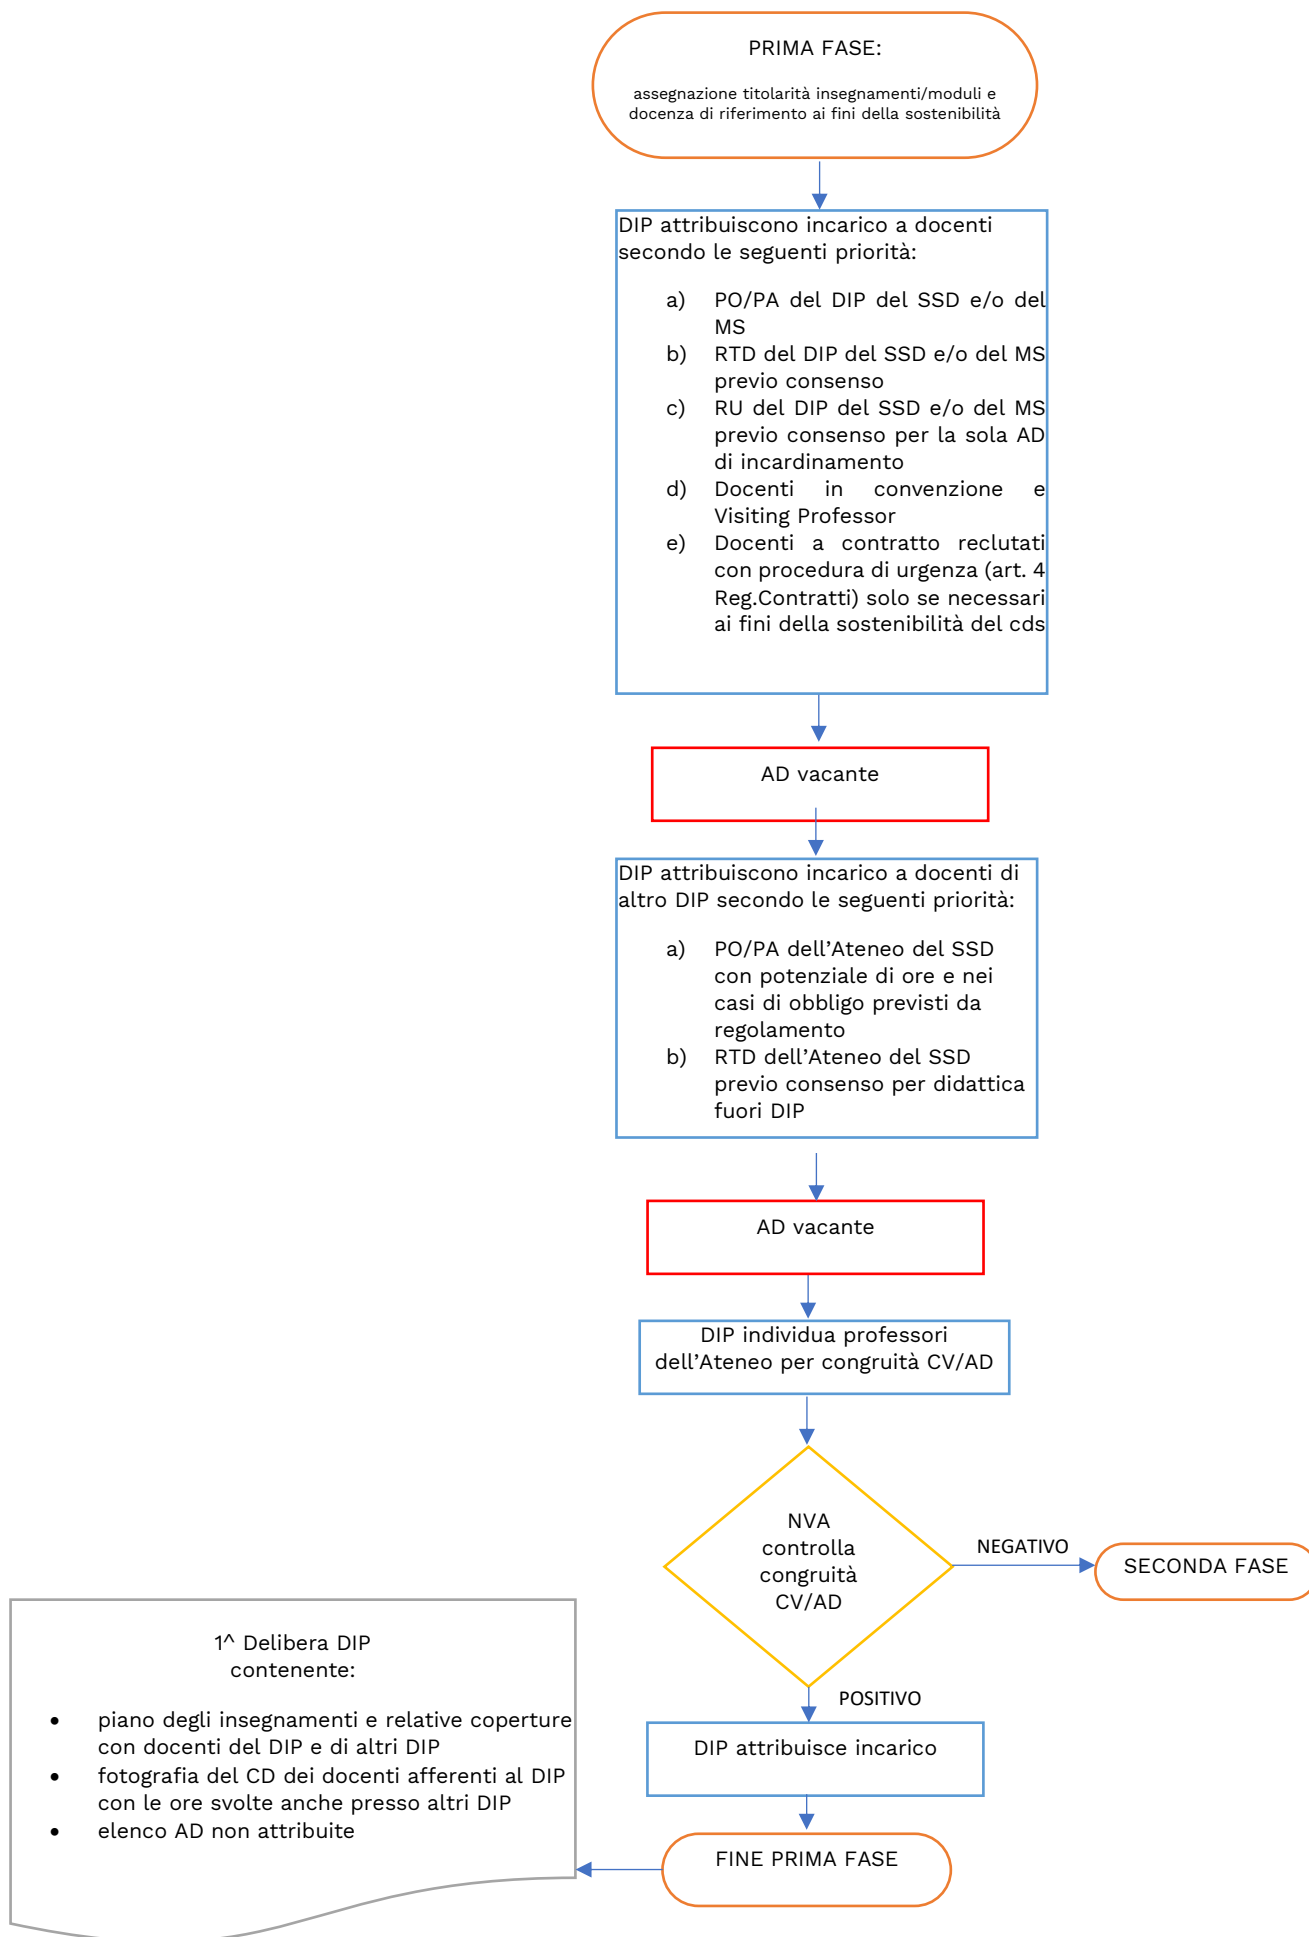 PRIMA FASE:
assegnazione titolarità insegnamenti/moduli e
docenza di riferimento ai fini della sostenibilità
DIP attribuiscono incarico a docenti
secondo le seguenti priorità:
a) PO/PA del DIP del SSD e/o del
MS
b) RTD del DIP del SSD e/o del MS
previo consenso
c) RU del DIP del SSD e/o del MS
previo consenso per la sola AD
di incardinamento
d) Docenti in convenzione e
Visiting Professor
e) Docenti a contratto reclutati
con procedura di urgenza (art. 4
Reg.Contratti) solo se necessari
ai fini della sostenibilità del cds
AD vacante
DIP attribuiscono incarico a docenti di
altro DIP secondo le seguenti priorità:
a) PO/PA dell’Ateneo del SSD
con potenziale di ore e nei
casi di obbligo previsti da
regolamento
b) RTD dell’Ateneo del SSD
previo consenso per didattica
fuori DIP
AD vacante
DIP individua professori
dell’Ateneo per congruità CV/AD
NVA
controlla
congruità
CV/AD
NEGATIVO
SECONDA FASE
POSITIVO
DIP attribuisce incarico
FINE PRIMA FASE
1^ Delibera DIP
contenente:
• piano degli insegnamenti e relative coperture
con docenti del DIP e di altri DIP
• fotografia del CD dei docenti afferenti al DIP
con le ore svolte anche presso altri DIP
• elenco AD non attribuite